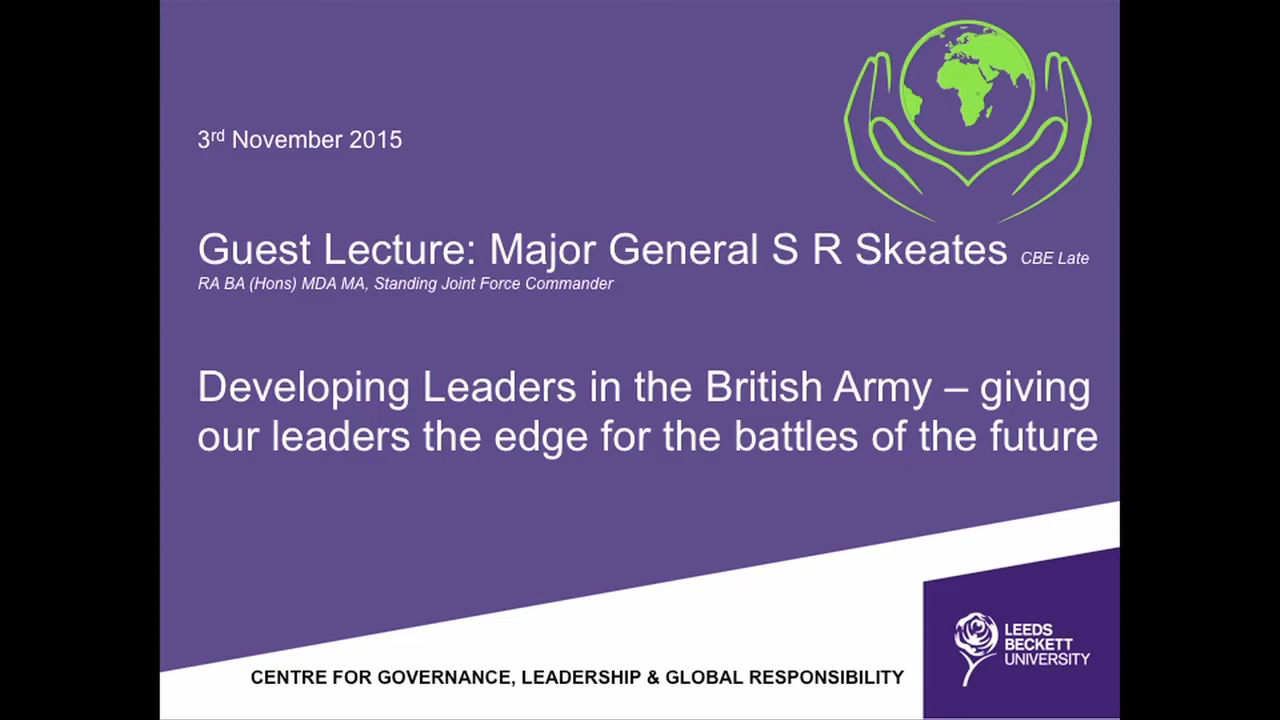 3rd November 2015
Guest Lecture: Major General S R Skeates CBE Late
RA BA (Hons) MDA MA, Standing Joint Force Commander
Developing Leaders in the British Army – giving
our leaders the edge for the battles of the future
LEEDS
BECKETT
UNIVERSITY
CENTRE FOR GOVERNANCE, LEADERSHIP & GLOBAL RESPONSIBILITY